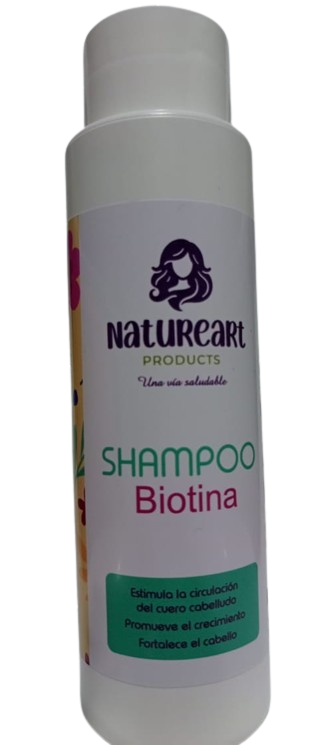 NATUREART
PRODUCTS
Una vía saludable
SHAMPOO
Biotina
Estimula la circulación
del cuero cabelludo
Promueve el crecimiento
Fortalece el cabello